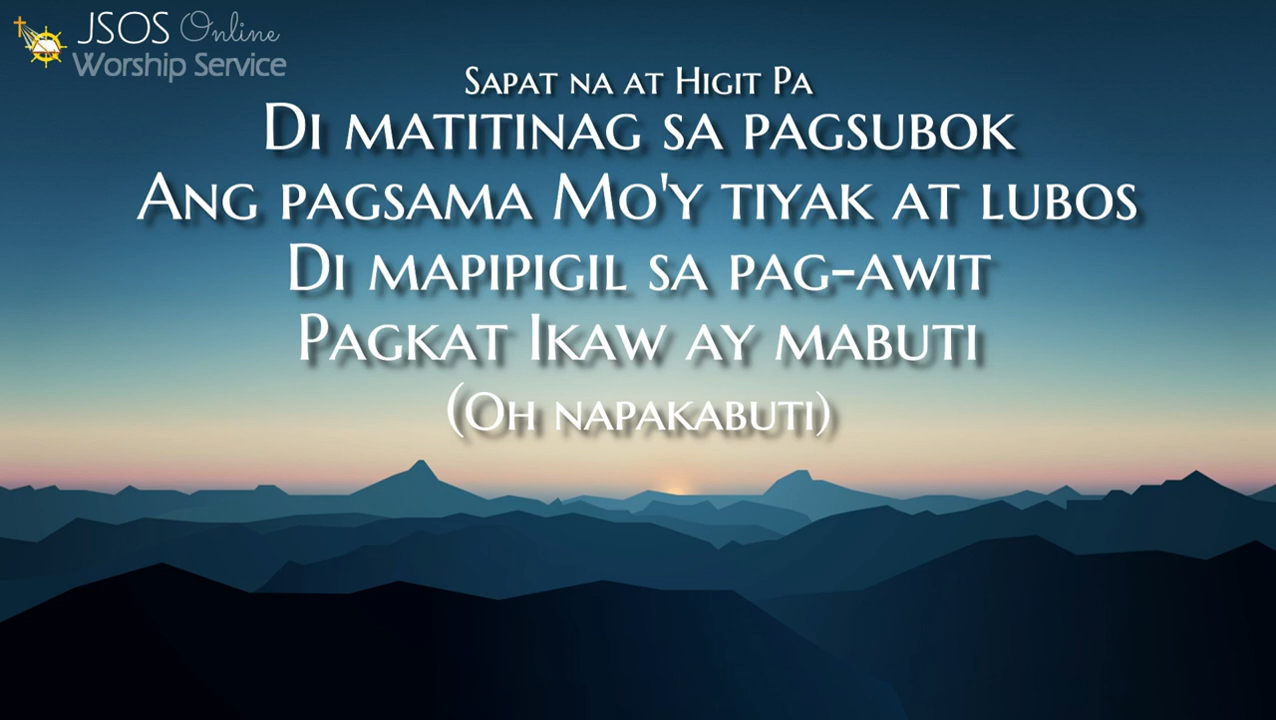 JSOS Online
Worship Service
Sapat na at Higit Pa
Di matitinag sa pagsubok
Ang pagsama Mo'y tiyak at lubos
Di mapipigil sa pag-awit
Pagkat Ikaw ay mabuti
(Oh napakabuti)